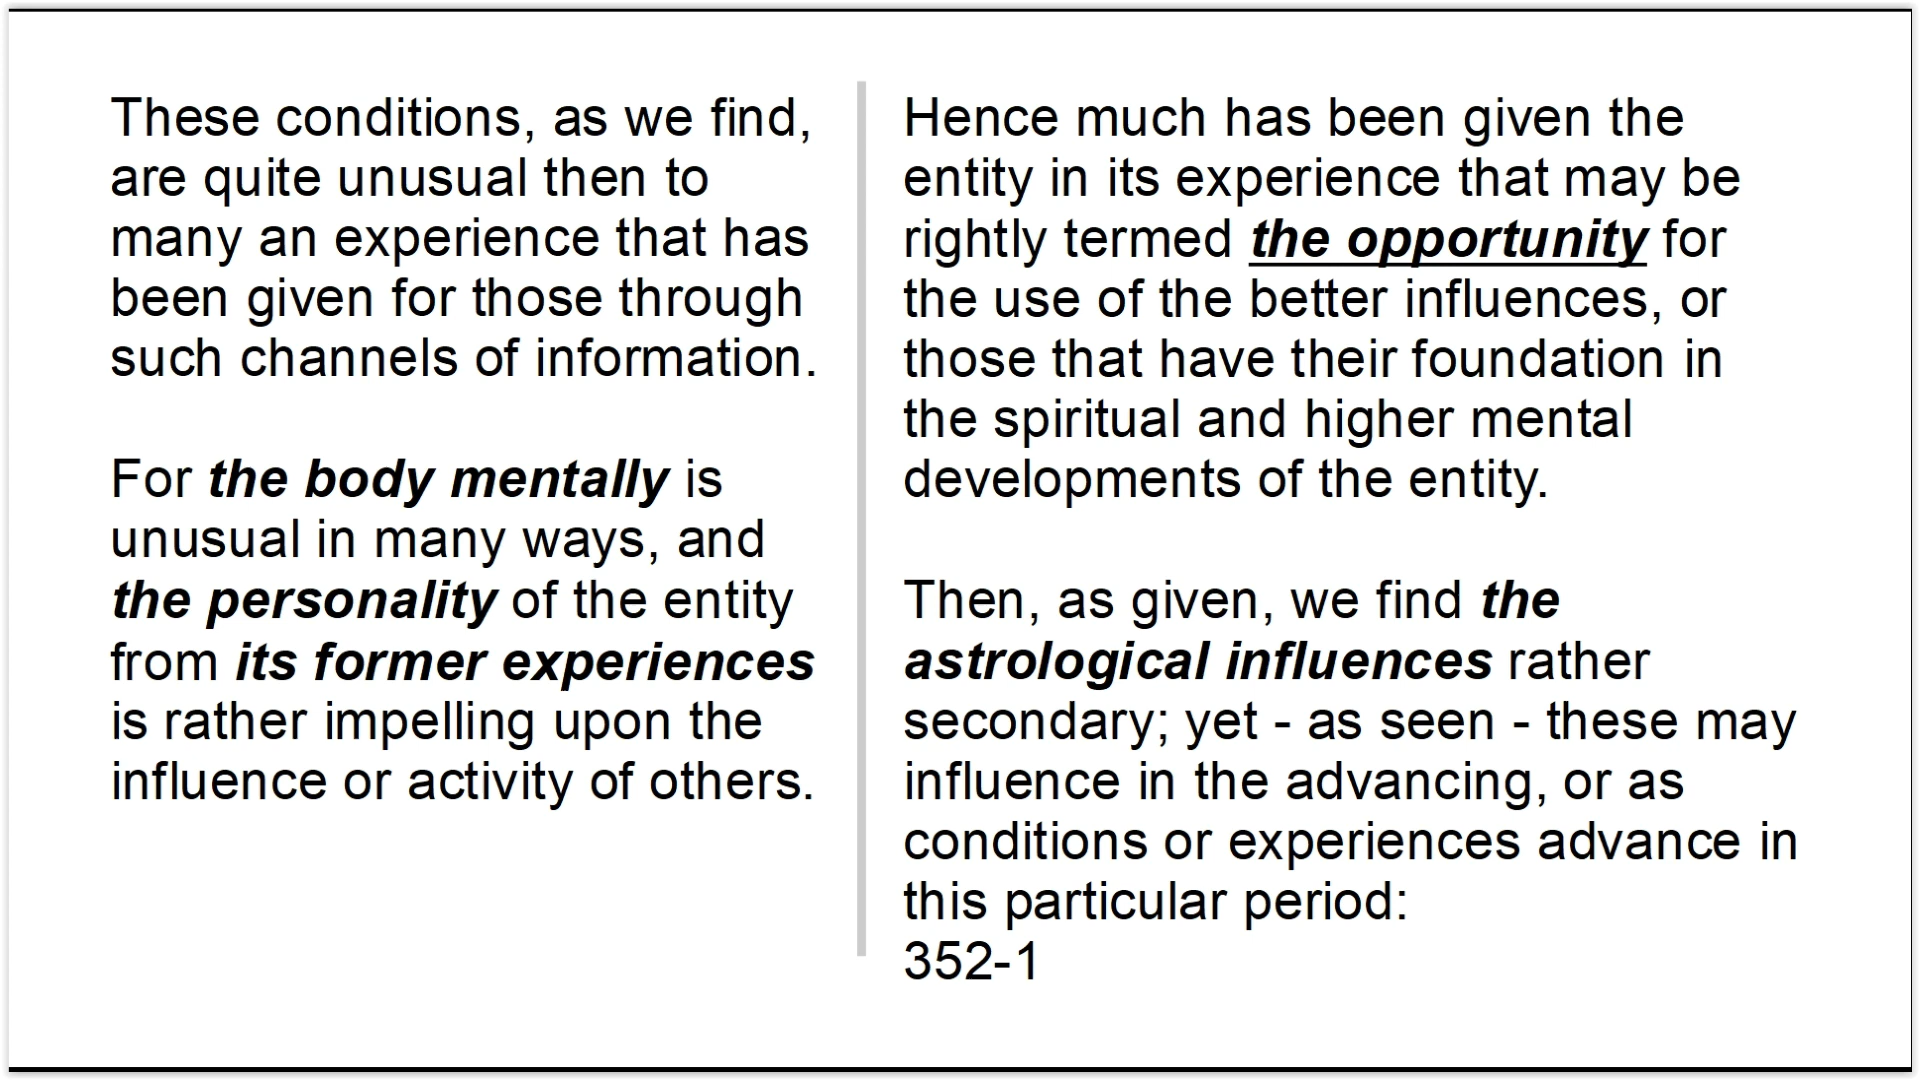 These conditions, as we find,
are quite unusual then to
many an experience that has
been given for those through
such channels of information.
For the body mentally is
unusual in many ways, and
the personality of the entity
from its former experiences
is rather impelling upon the
influence or activity of others.
Hence much has been given the
entity in its experience that may be
rightly termed the opportunity for
the use of the better influences, or
those that have their foundation in
the spiritual and higher mental
developments of the entity.
Then, as given, we find the
astrological influences rather
secondary; yet - as seen - these may
influence in the advancing, or as
conditions or experiences advance in
this particular period:
352-1